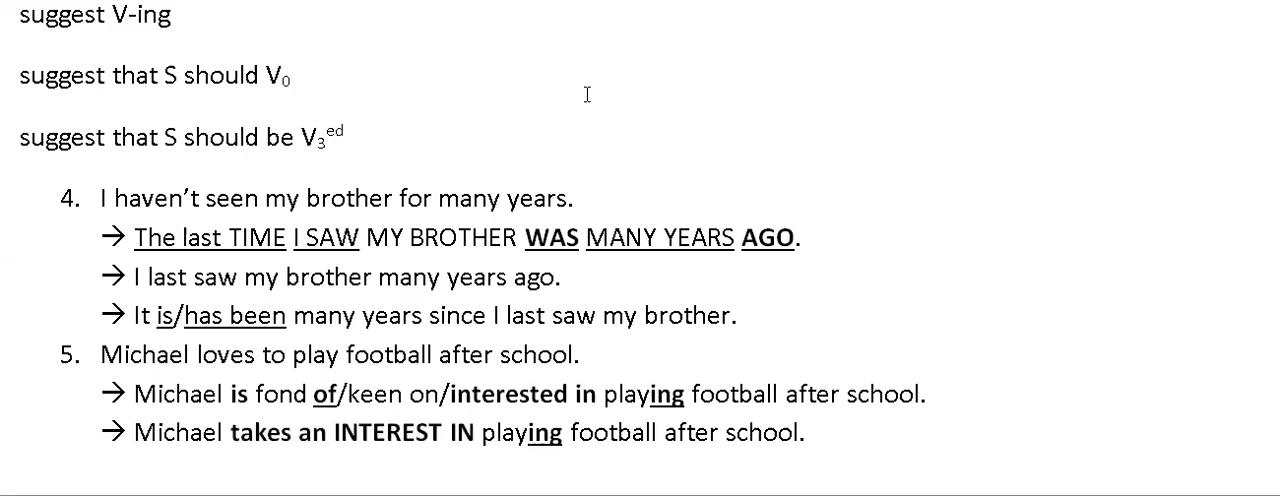 suggest V-ing
suggest that S should V₀
suggest that S should be V₃ᵉᵈ
4. I haven't seen my brother for many years.
→ The last TIME I SAW MY BROTHER WAS MANY YEARS AGO.
→ I last saw my brother many years ago.
→ It is/has been many years since I last saw my brother.
5. Michael loves to play football after school.
→ Michael is fond of/keen on/interested in playing football after school.
→ Michael takes an INTEREST IN playing football after school.